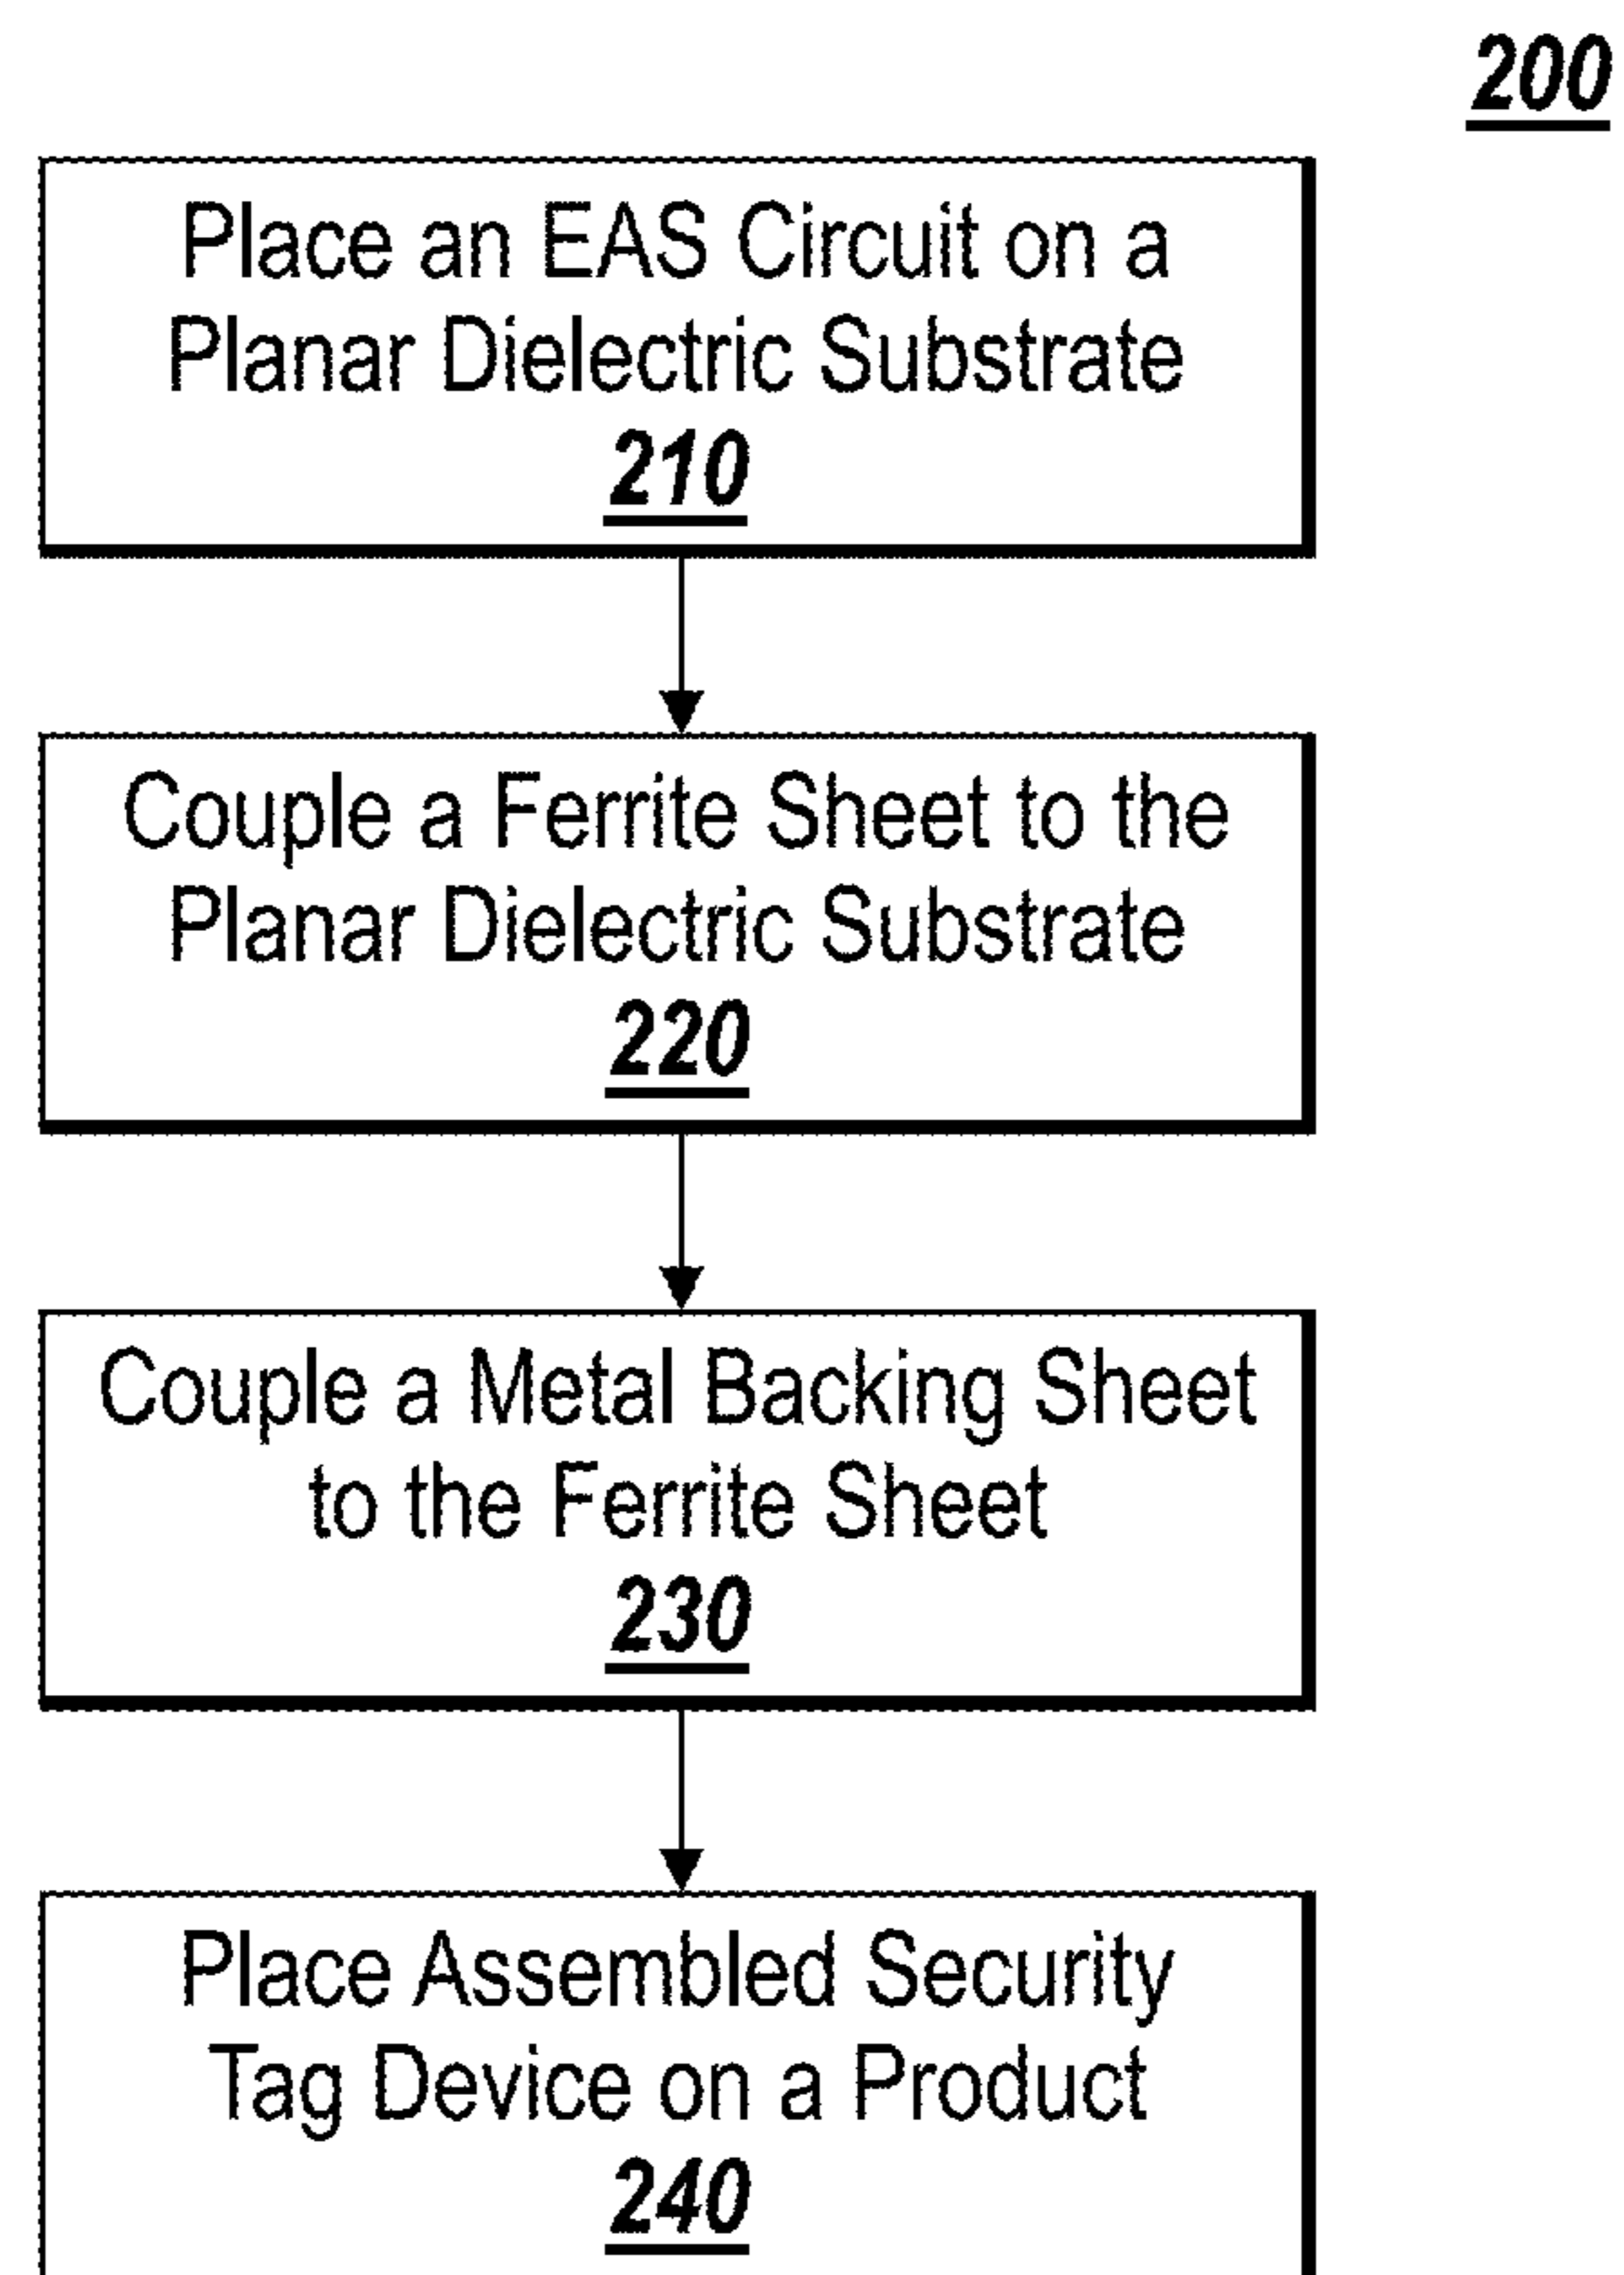 200
Place an EAS Circuit on a
Planar Dielectric Substrate
210
Couple a Ferrite Sheet to the
Planar Dielectric Substrate
220
Couple a Metal Backing Sheet
to the Ferrite Sheet
230
Place Assembled Security
Tag Device on a Product
240